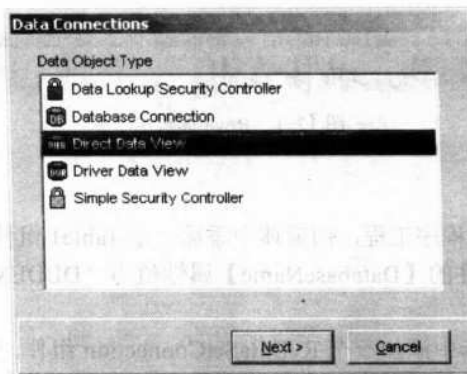 Data Connections
Data Object Type
Data Lookup Security Controller
DB Database Connection
Direct Data View
Driver Data View
Simple Security Controller
Next >
Cancel